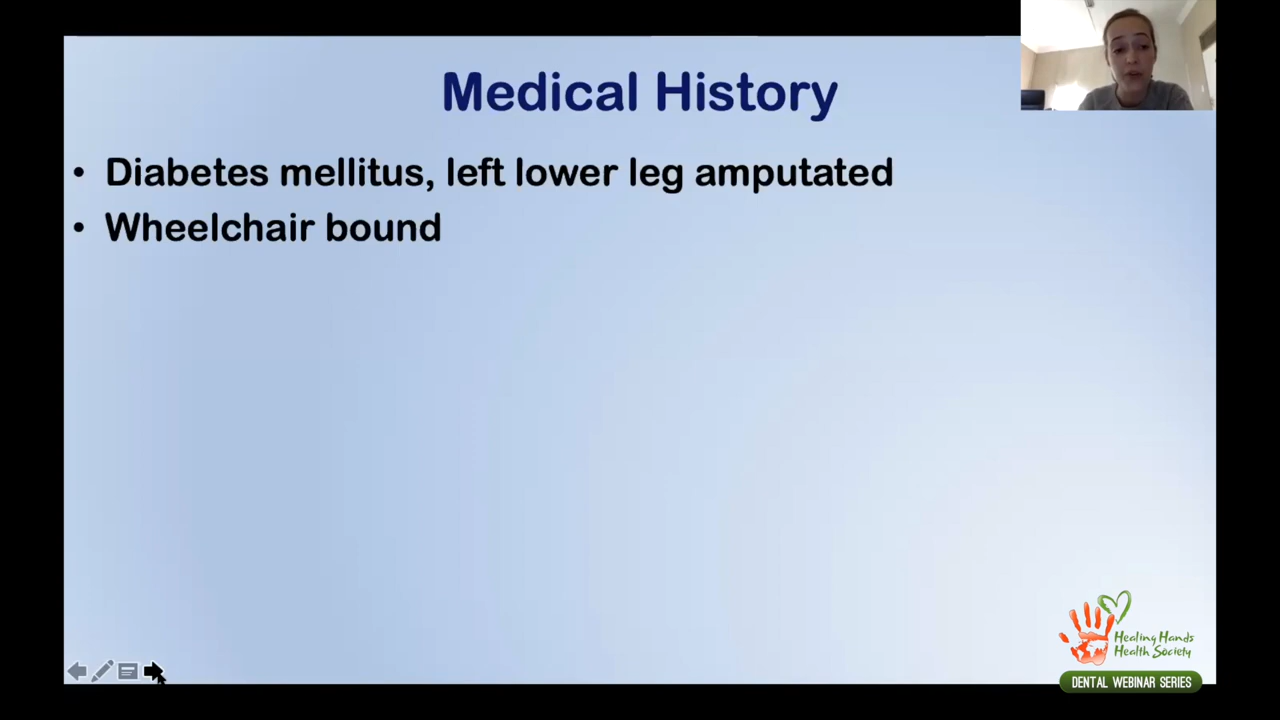 Medical History
• Diabetes mellitus, left lower leg amputated
• Wheelchair bound
Healing Hands
Health Society
DENTAL WEBINAR SERIES